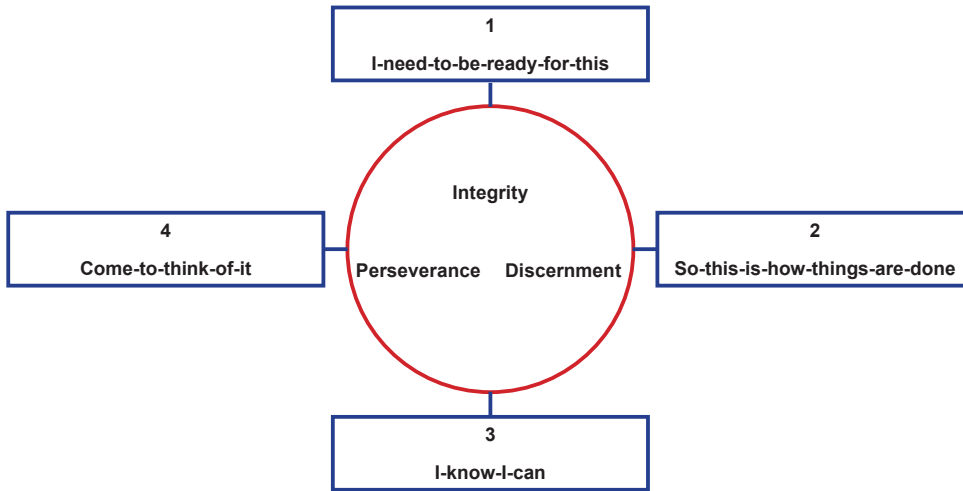 1
I-need-to-be-ready-for-this
Integrity
4
Come-to-think-of-it
2
So-this-is-how-things-are-done
Perseverance
Discernment
3
I-know-I-can